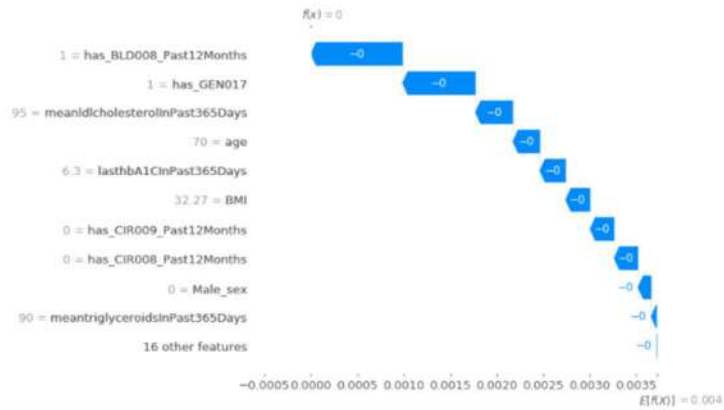 f(x) = 0
1 = has_BLD008_Past12Months
−0
1 = has_GEN017
−0
95 = meanldlcholesterolInPast365Days
−0
70 = age
−0
6.3 = lasthbA1CInPast365Days
−0
32.27 = BMI
−0
0 = has_CIR009_Past12Months
−0
0 = has_CIR008_Past12Months
−0
0 = Male_sex
−0
90 = meantriglyceroidsInPast365Days
−0
16 other features
−0
−0.0005 0.0000 0.0005 0.0010 0.0015 0.0020 0.0025 0.0030 0.0035
E[f(X)] = 0.004